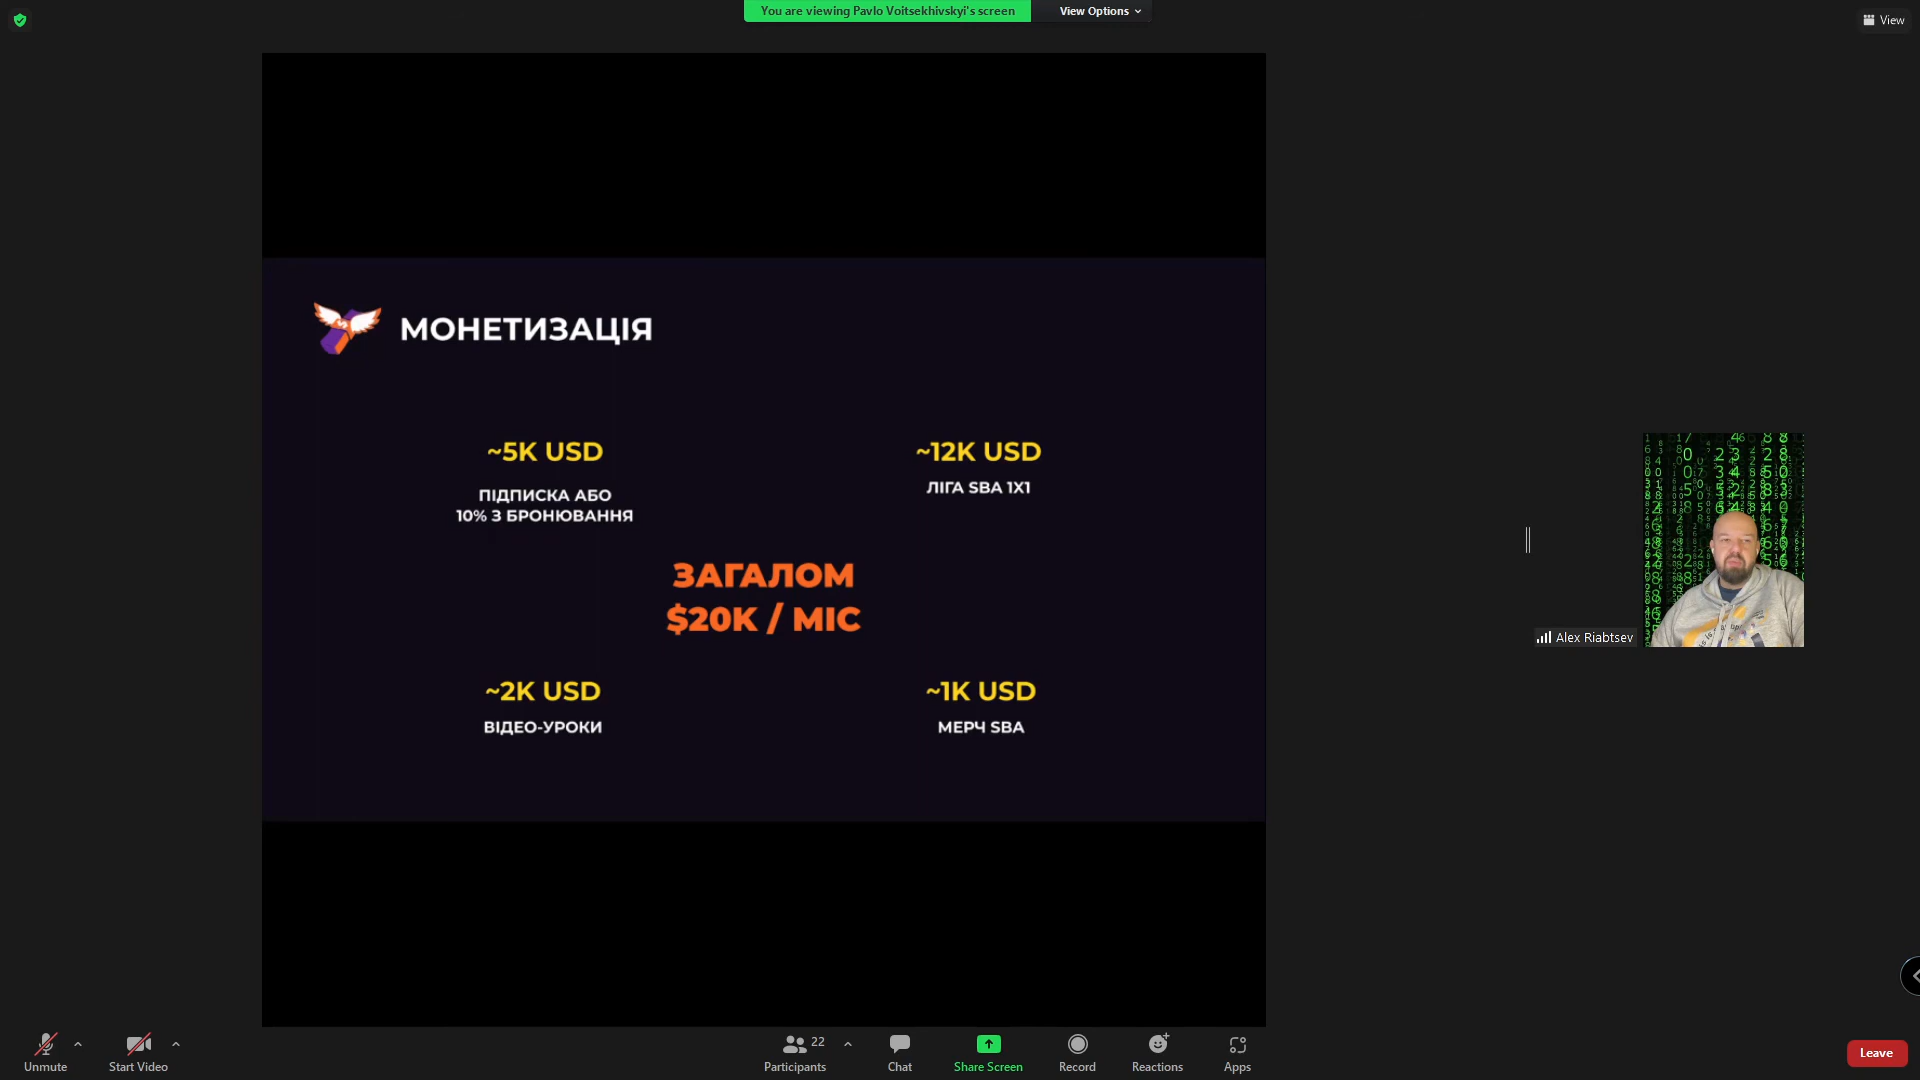 You are viewing Pavlo Voitsekhivskyi's screen
View Options
View
МОНЕТИЗАЦІЯ
~5K USD
ПІДПИСКА АБО
10% З БРОНЮВАННЯ
~12K USD
ЛІГА SBA 1X1
ЗАГАЛОМ
$20K / МІС
~2K USD
ВІДЕО-УРОКИ
~1K USD
МЕРЧ SBA
Alex Riabtsev
Unmute
Start Video
22
Participants
Chat
Share Screen
Record
Reactions
Apps
Leave